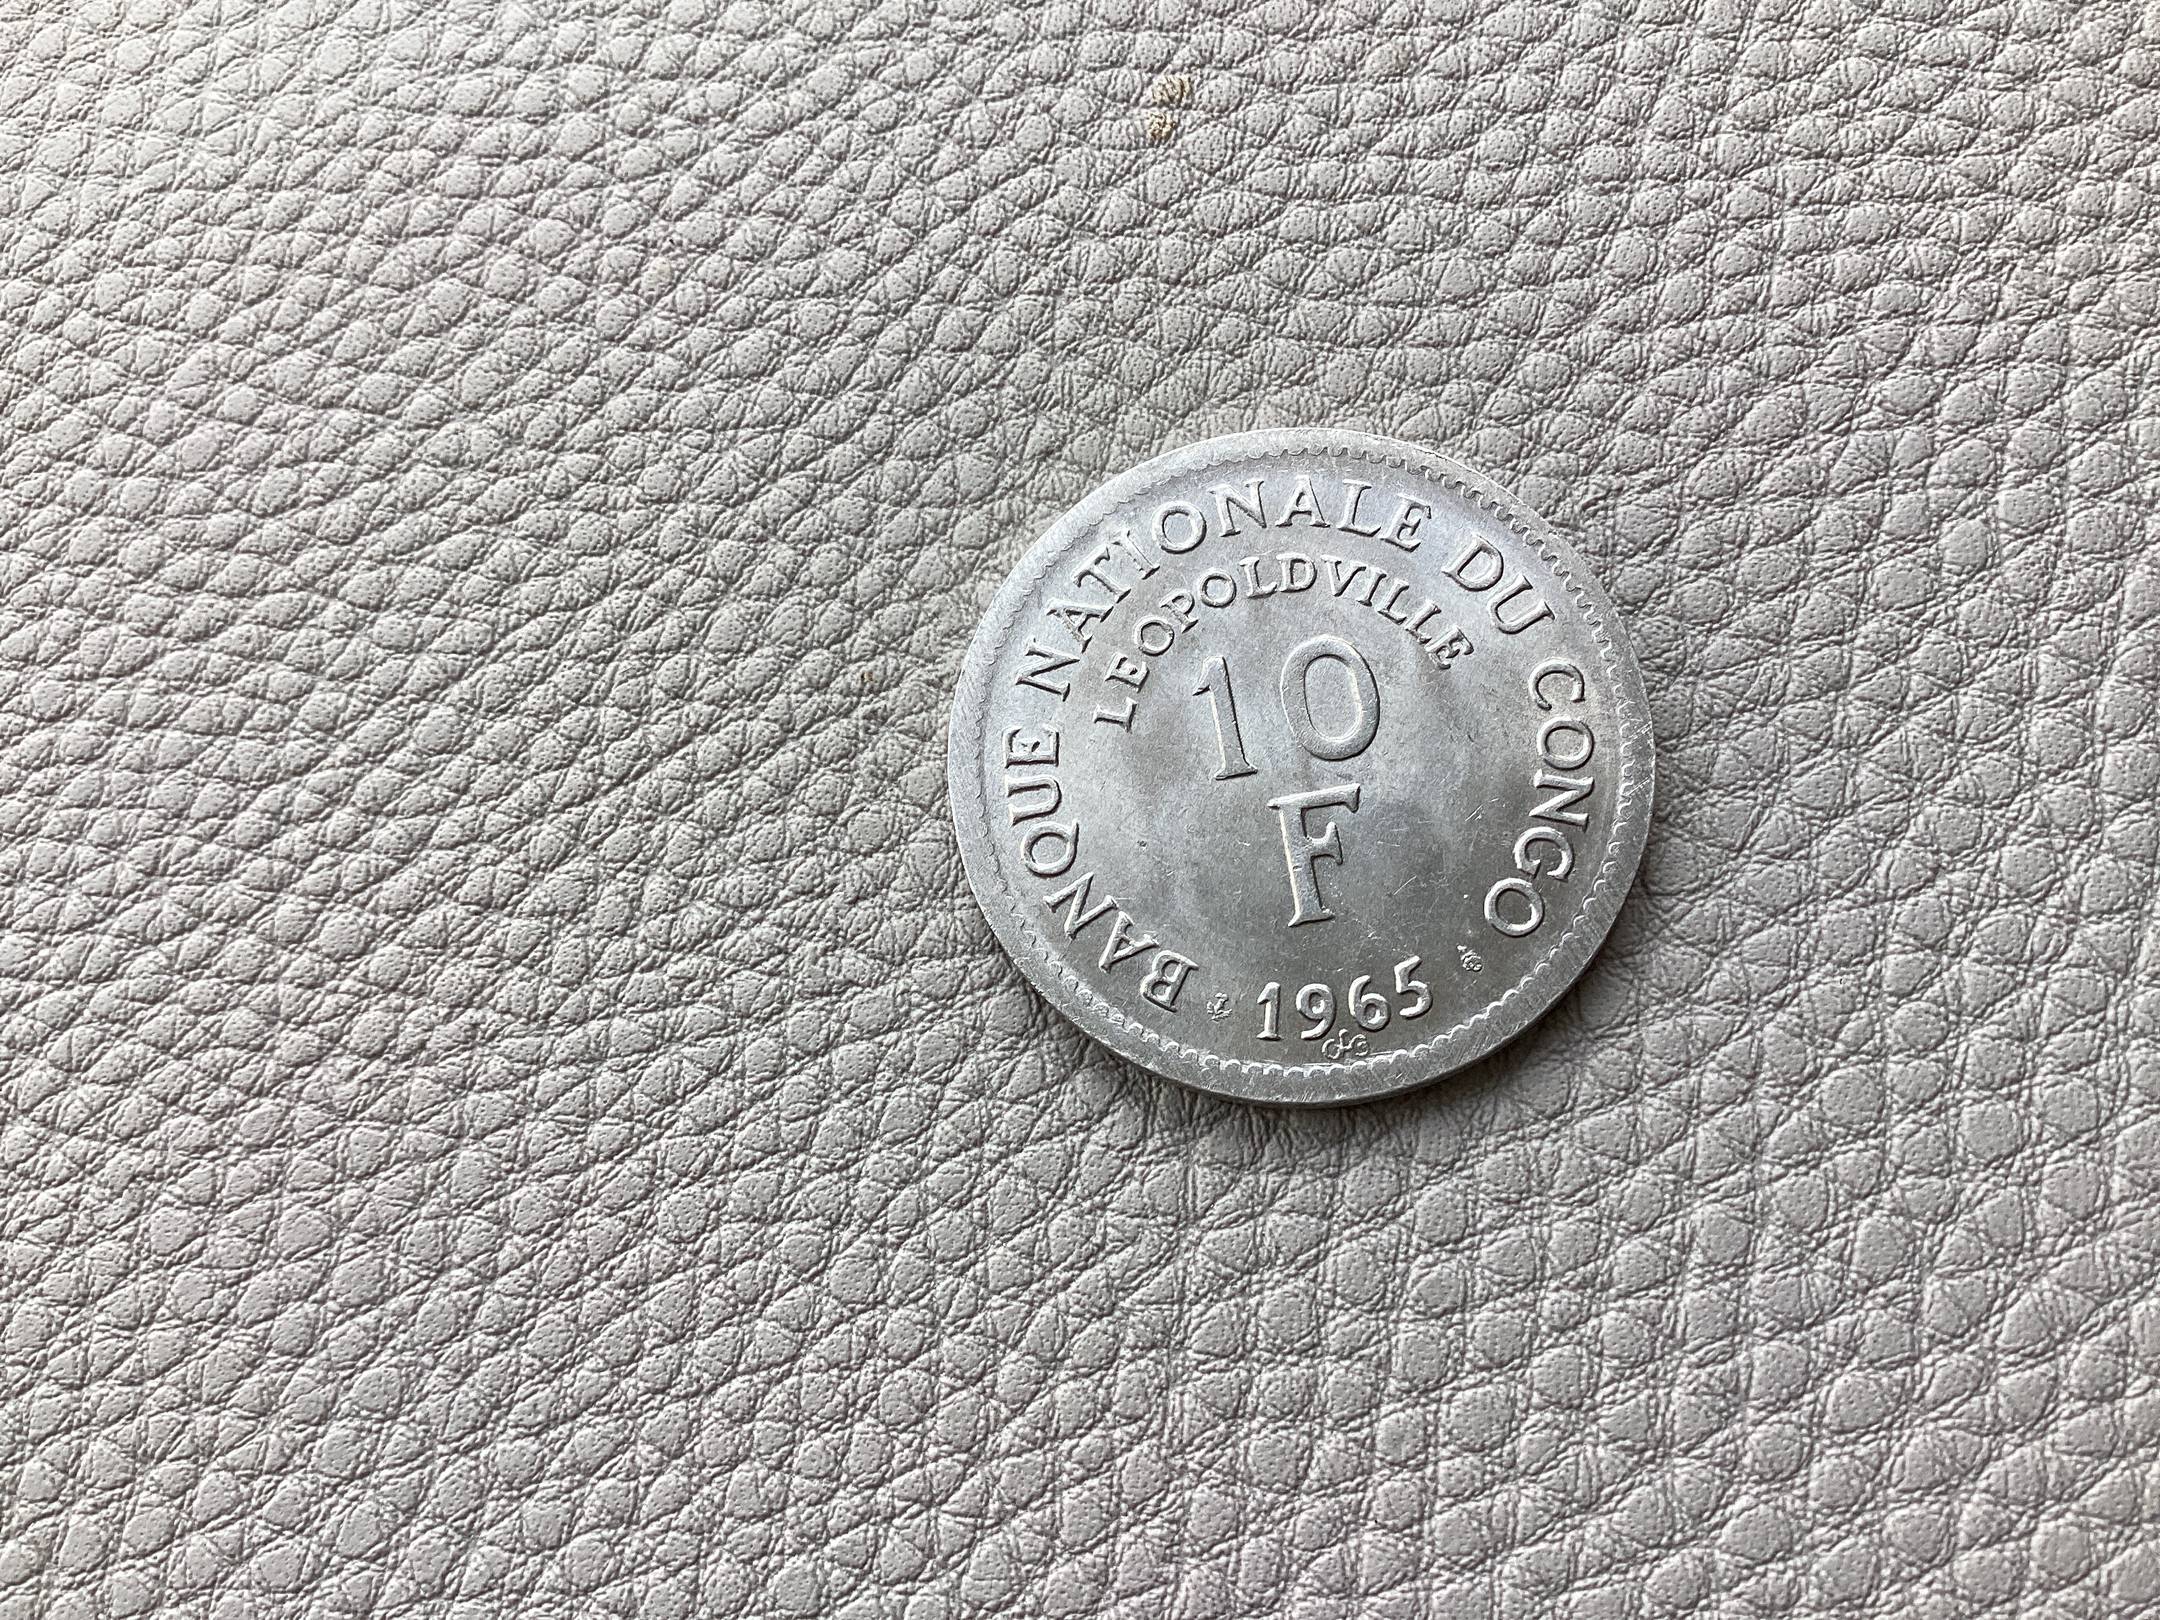 BANQUE NATIONALE DU CONGO
LEOPOLDVILLE
10
F
1965